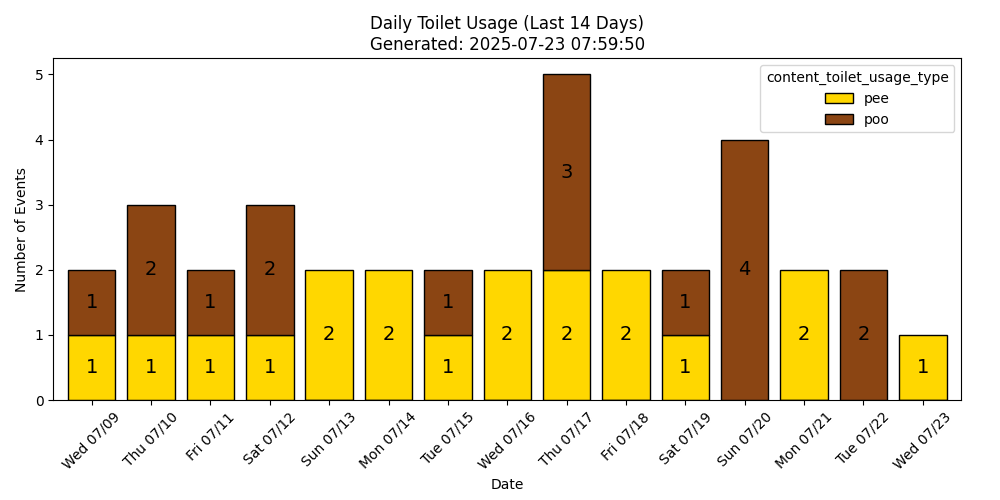 Daily Toilet Usage (Last 14 Days)
Generated: 2025-07-23 07:59:50
content_toilet_usage_type
pee
poo
Number of Events
5
4
3
2
1
0
1
2
1
2
1
3
1
4
2
1
1
1
1
2
2
1
2
2
2
1
2
1
Wed 07/09
Thu 07/10
Fri 07/11
Sat 07/12
Sun 07/13
Mon 07/14
Tue 07/15
Wed 07/16
Thu 07/17
Fri 07/18
Sat 07/19
Sun 07/20
Mon 07/21
Tue 07/22
Wed 07/23
Date